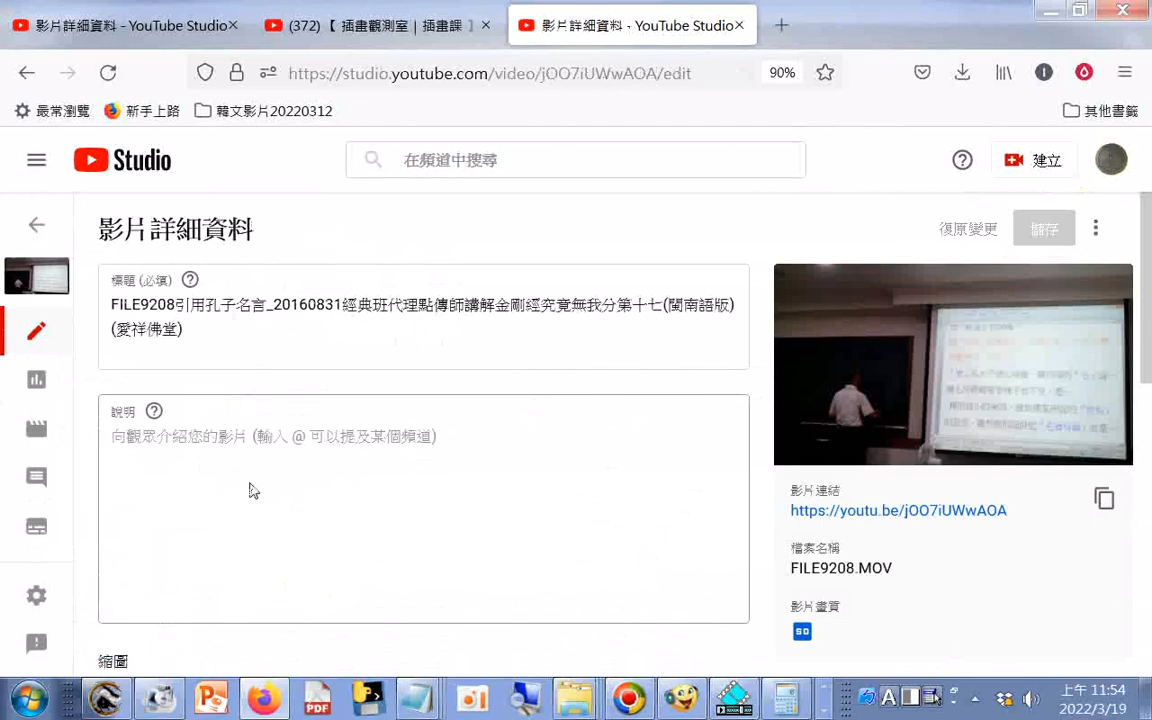 影片詳細資料 - YouTube Studio
(372)【 插畫觀測室 | 插畫課 】
影片詳細資料 - YouTube Studio
https://studio.youtube.com/video/jOO7iUWwAOA/edit
90%
最常瀏覽
新手上路
韓文影片20220312
其他書籤
Studio
在頻道中搜尋
建立
影片詳細資料
復原變更
儲存
標題 (必填)
FILE9208引用孔子名言_20160831經典班代理點傳師講解金剛經究竟無我分第十七(閩南語版)
(愛祥佛堂)
說明
向觀眾介紹您的影片 (輸入 @ 可以提及某個頻道)
影片連結
https://youtu.be/jOO7iUWwAOA
檔案名稱
FILE9208.MOV
影片畫質
SD
縮圖
PDF
上午 11:54
2022/3/19